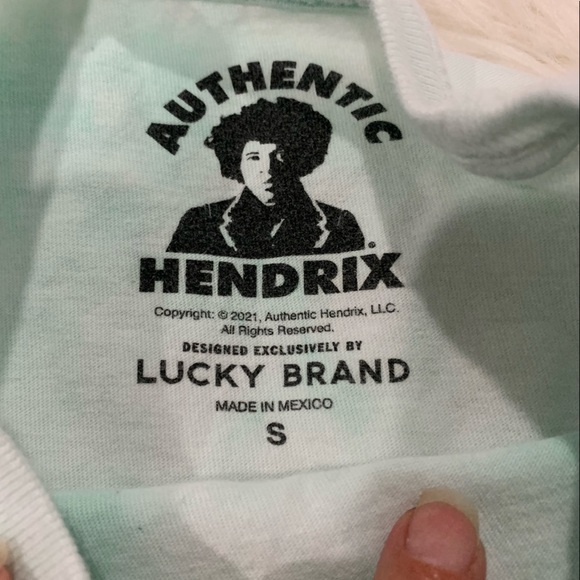 AUTHENTIC
HENDRIX®
Copyright: © 2021, Authentic Hendrix, LLC.
All Rights Reserved.
DESIGNED EXCLUSIVELY BY
LUCKY BRAND
MADE IN MEXICO
S